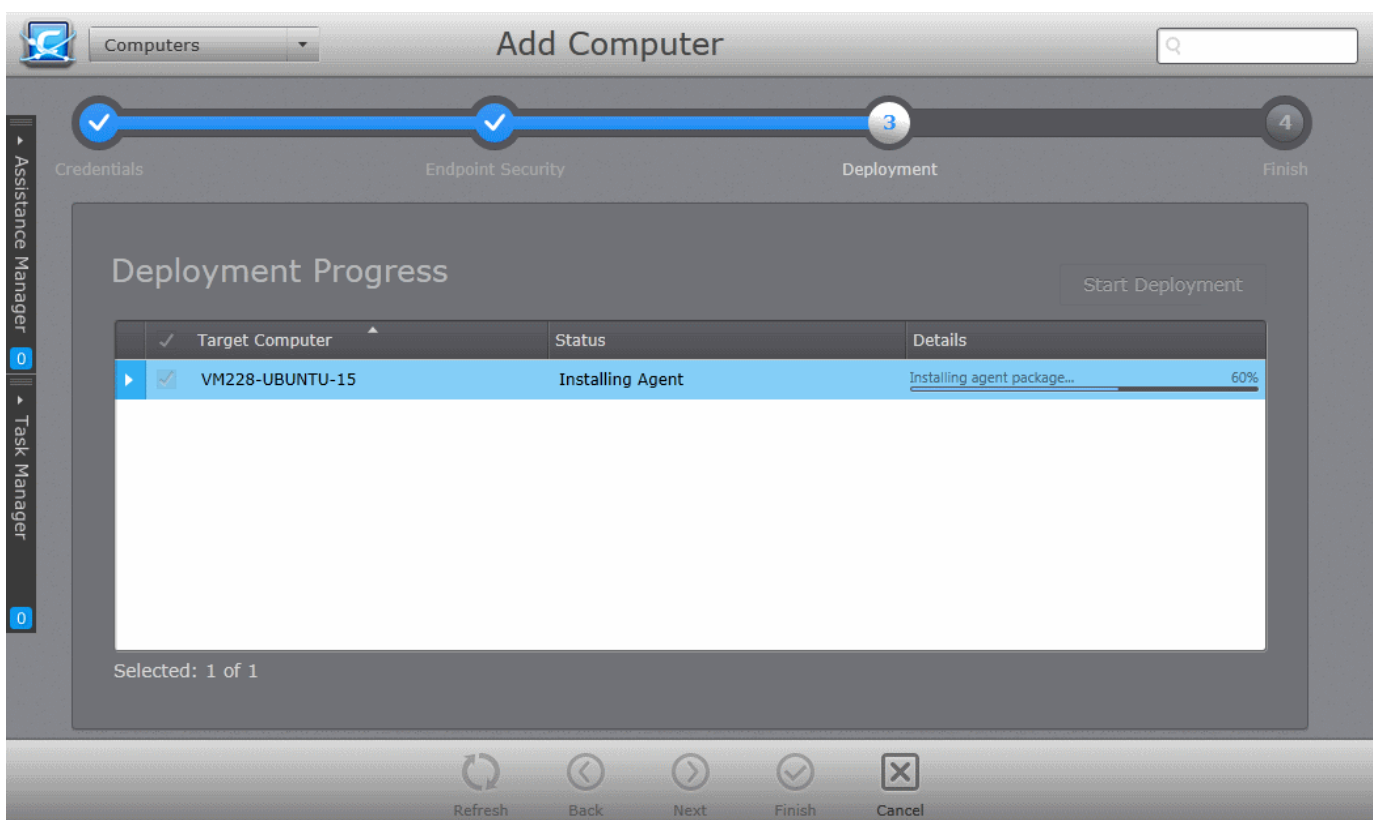 Computers
Add Computer
3
4
Credentials
Endpoint Security
Deployment
Finish
Assistance Manager
0
Task Manager
0
Deployment Progress
Start Deployment
Target Computer
Status
Details
VM228-UBUNTU-15
Installing Agent
Installing agent package...
60%
Selected: 1 of 1
Refresh
Back
Next
Finish
Cancel